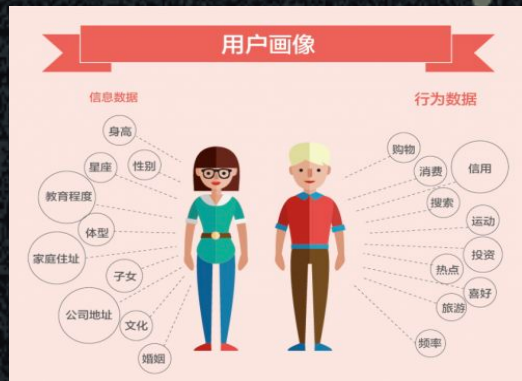 用户画像
信息数据
行为数据
身高
星座
性别
教育程度
体型
家庭住址
子女
公司地址
文化
婚姻
购物
消费
信用
搜索
运动
投资
热点
喜好
旅游
频率